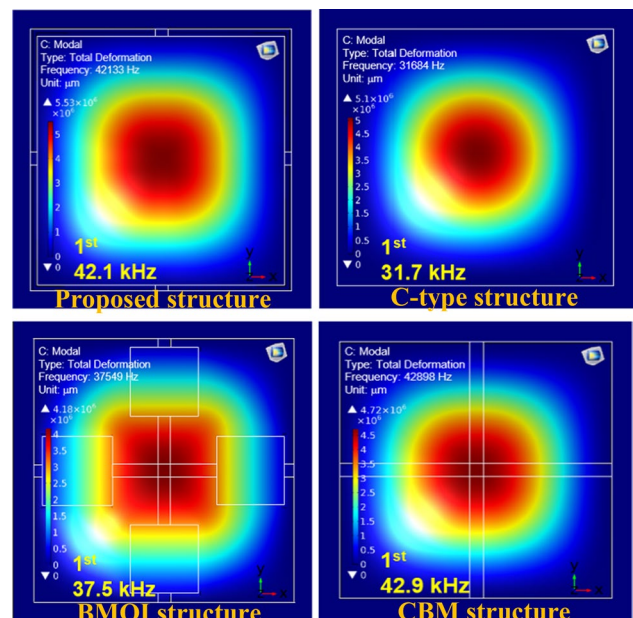 C: Modal
Type: Total Deformation
Frequency: 42133 Hz
Unit: μm
▲ 5.53×10⁶
×10⁶
5
4
3
2
1
0
▼ 0
1st
42.1 kHz
Y
X
Proposed structure
C: Modal
Type: Total Deformation
Frequency: 31684 Hz
Unit: μm
▲ 5.1×10⁶
×10⁶
5
4.5
4
3.5
3
2.5
2
1.5
1
0.5
0
▼ 0
1st
31.7 kHz
Y
X
C-type structure
C: Modal
Type: Total Deformation
Frequency: 37549 Hz
Unit: μm
▲ 4.18×10⁶
×10⁶
4
3.5
3
2.5
2
1.5
1
0.5
0
▼ 0
1st
37.5 kHz
Y
X
BMQI structure
C: Modal
Type: Total Deformation
Frequency: 42898 Hz
Unit: μm
▲ 4.72×10⁶
×10⁶
4.5
4
3.5
3
2.5
2
1.5
1
0.5
0
▼ 0
1st
42.9 kHz
Y
X
CBM structure